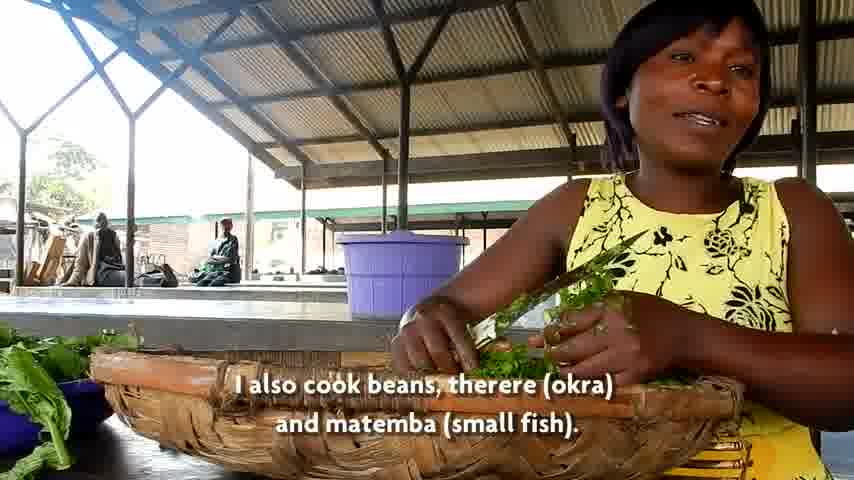 I also cook beans, therere (okra)
and matemba (small fish).